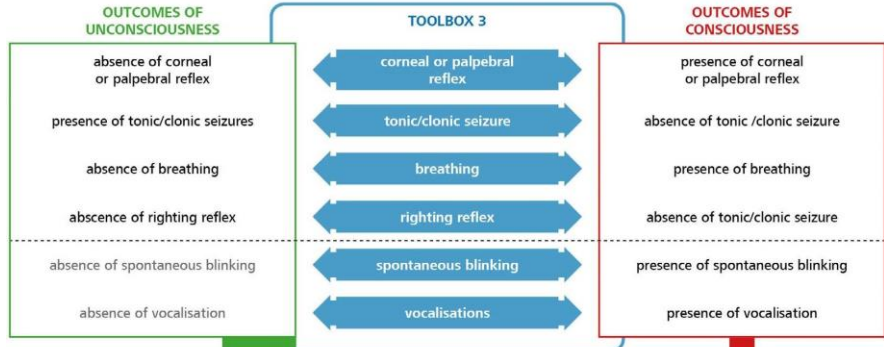 OUTCOMES OF
UNCONSCIOUSNESS
TOOLBOX 3
OUTCOMES OF
CONSCIOUSNESS
absence of corneal
or palpebral reflex
corneal or palpebral
reflex
presence of corneal
or palpebral reflex
presence of tonic/clonic seizures
tonic/clonic seizure
absence of tonic /clonic seizure
absence of breathing
breathing
presence of breathing
abscence of righting reflex
righting reflex
absence of tonic/clonic seizure
absence of spontaneous blinking
spontaneous blinking
presence of spontaneous blinking
absence of vocalisation
vocalisations
presence of vocalisation